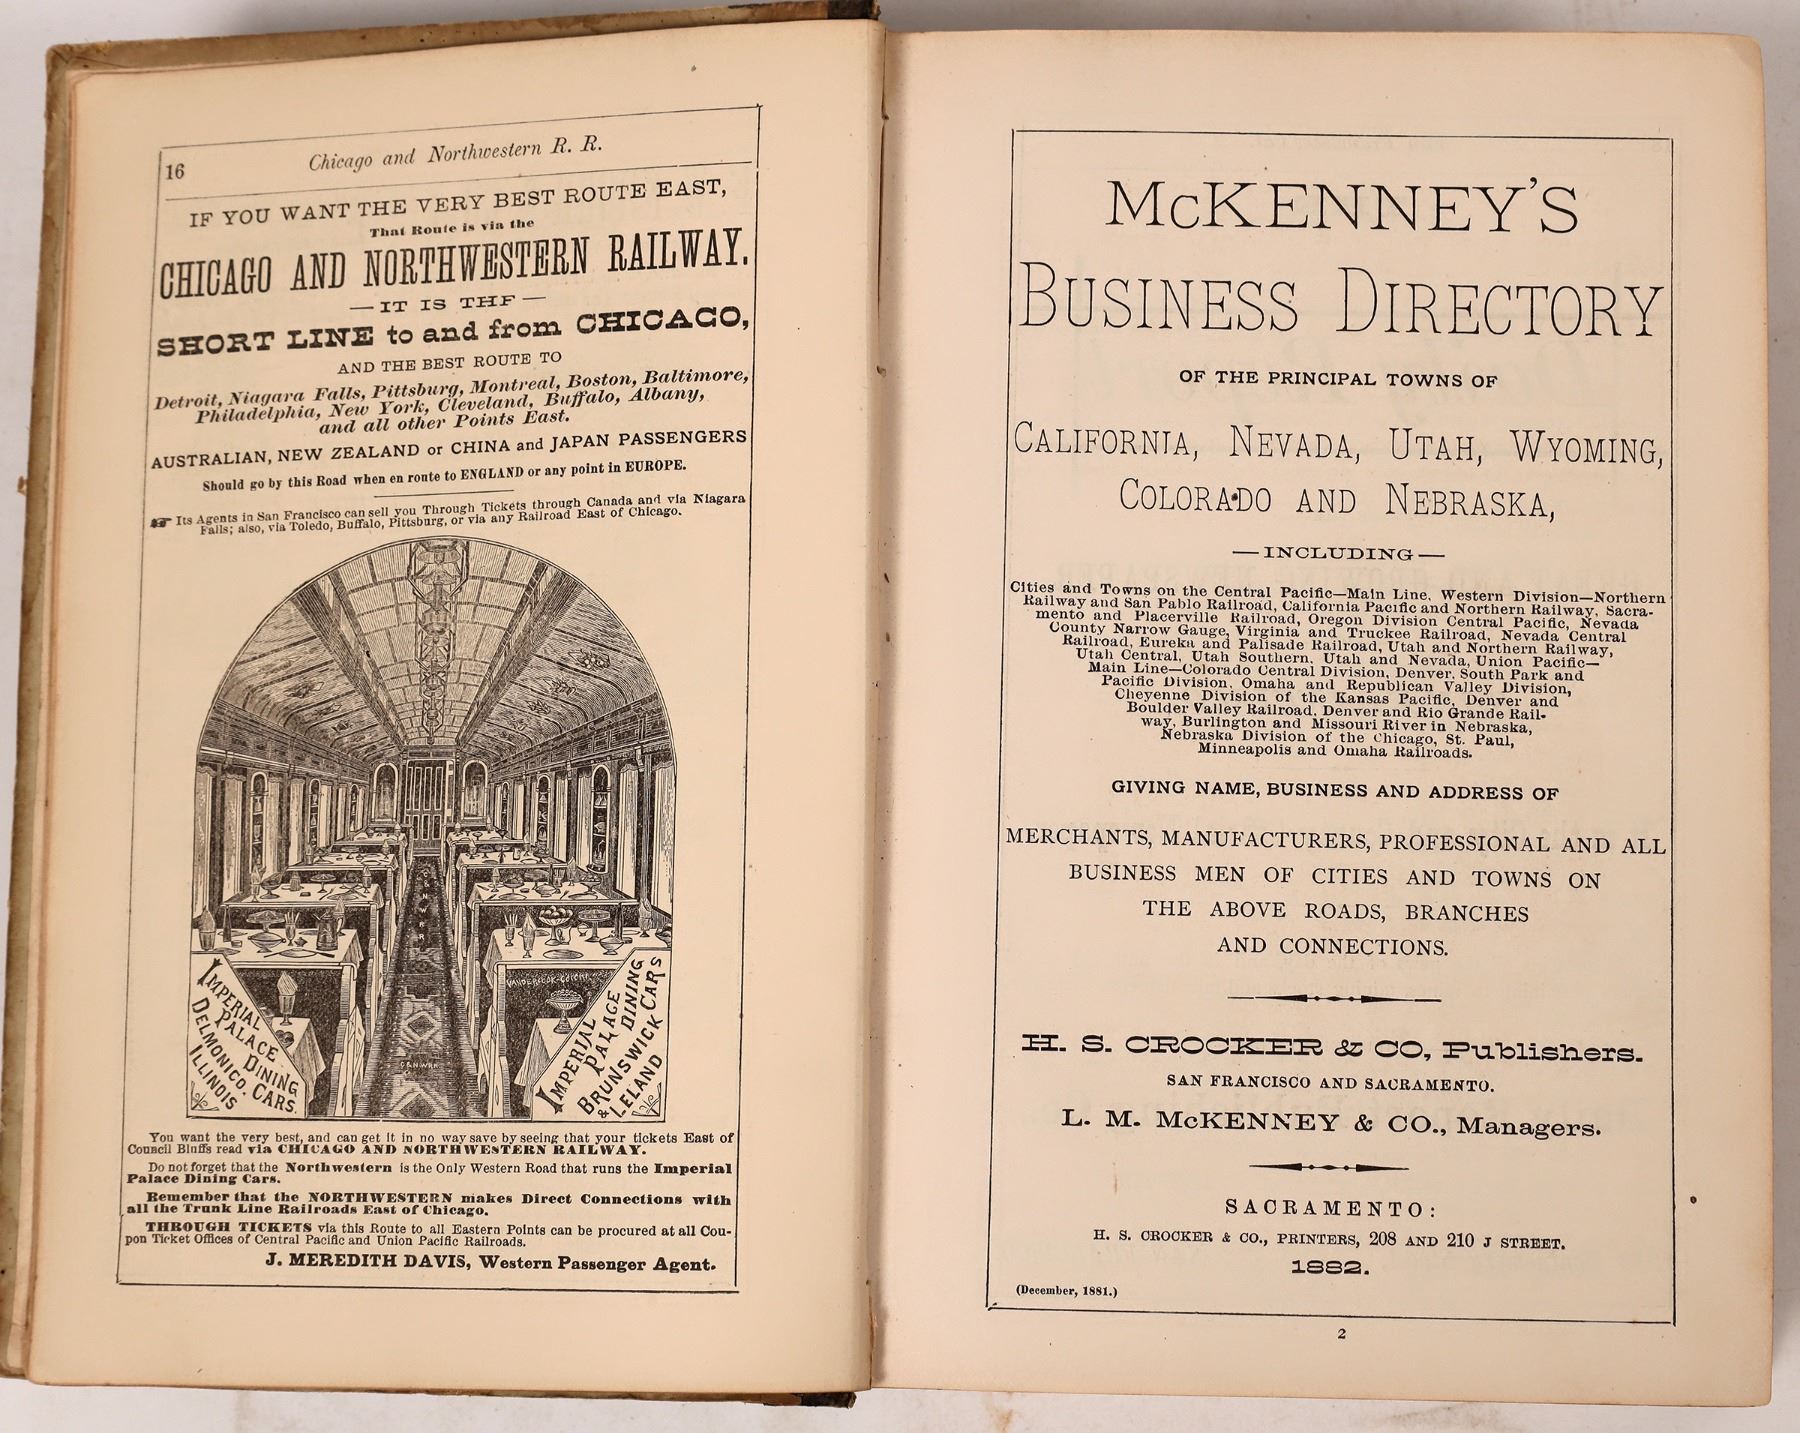 16
Chicago and Northwestern R. R.
IF YOU WANT THE VERY BEST ROUTE EAST,
That Route is via the
CHICAGO AND NORTHWESTERN RAILWAY.
— IT IS THE —
SHORT LINE to and from CHICAGO,
AND THE BEST ROUTE TO
Detroit, Niagara Falls, Pittsburg, Montreal, Boston, Baltimore,
Philadelphia, New York, Cleveland, Buffalo, Albany,
and all other Points East.
AUSTRALIAN, NEW ZEALAND or CHINA and JAPAN PASSENGERS
Should go by this Road when en route to ENGLAND or any point in EUROPE.
☛ Its Agents in San Francisco can sell you Through Tickets through Canada and via Niagara
Falls; also, via Toledo, Buffalo, Pittsburg, or via any Railroad East of Chicago.
IMPERIAL
PALACE
DINING CARS.
DELMONICO.
ILLINOIS
IMPERIAL
PALACE
DINING CARS
BRUNSWICK
& LELAND
C & N.W.R.R.
You want the very best, and can get it in no way save by seeing that your tickets East of
Council Bluffs read via CHICAGO AND NORTHWESTERN RAILWAY.
Do not forget that the Northwestern is the Only Western Road that runs the Imperial
Palace Dining Cars.
Remember that the NORTHWESTERN makes Direct Connections with
all the Trunk Line Railroads East of Chicago.
THROUGH TICKETS via this Route to all Eastern Points can be procured at all Cou-
pon Ticket Offices of Central Pacific and Union Pacific Railroads.
J. MEREDITH DAVIS, Western Passenger Agent.
McKENNEY'S
BUSINESS DIRECTORY
OF THE PRINCIPAL TOWNS OF
CALIFORNIA, NEVADA, UTAH, WYOMING,
COLORADO AND NEBRASKA,
— INCLUDING —
Cities and Towns on the Central Pacific—Main Line, Western Division—Northern
Railway and San Pablo Railroad, California Pacific and Northern Railway, Sacra-
mento and Placerville Railroad, Oregon Division Central Pacific, Nevada
County Narrow Gauge, Virginia and Truckee Railroad, Nevada Central
Railroad, Eureka and Palisade Railroad, Utah and Northern Railway,
Utah Central, Utah Southern, Utah and Nevada, Union Pacific—
Main Line—Colorado Central Division, Denver, South Park and
Pacific Division, Omaha and Republican Valley Division,
Cheyenne Division of the Kansas Pacific, Denver and
Boulder Valley Railroad, Denver and Rio Grande Rail-
way, Burlington and Missouri River in Nebraska,
Nebraska Division of the Chicago, St. Paul,
Minneapolis and Omaha Railroads.
GIVING NAME, BUSINESS AND ADDRESS OF
MERCHANTS, MANUFACTURERS, PROFESSIONAL AND ALL
BUSINESS MEN OF CITIES AND TOWNS ON
THE ABOVE ROADS, BRANCHES
AND CONNECTIONS.
H. S. CROCKER & CO, Publishers.
SAN FRANCISCO AND SACRAMENTO.
L. M. McKENNEY & CO., Managers.
SACRAMENTO:
H. S. CROCKER & CO., PRINTERS, 208 AND 210 J STREET.
1882.
(December, 1881.)
2